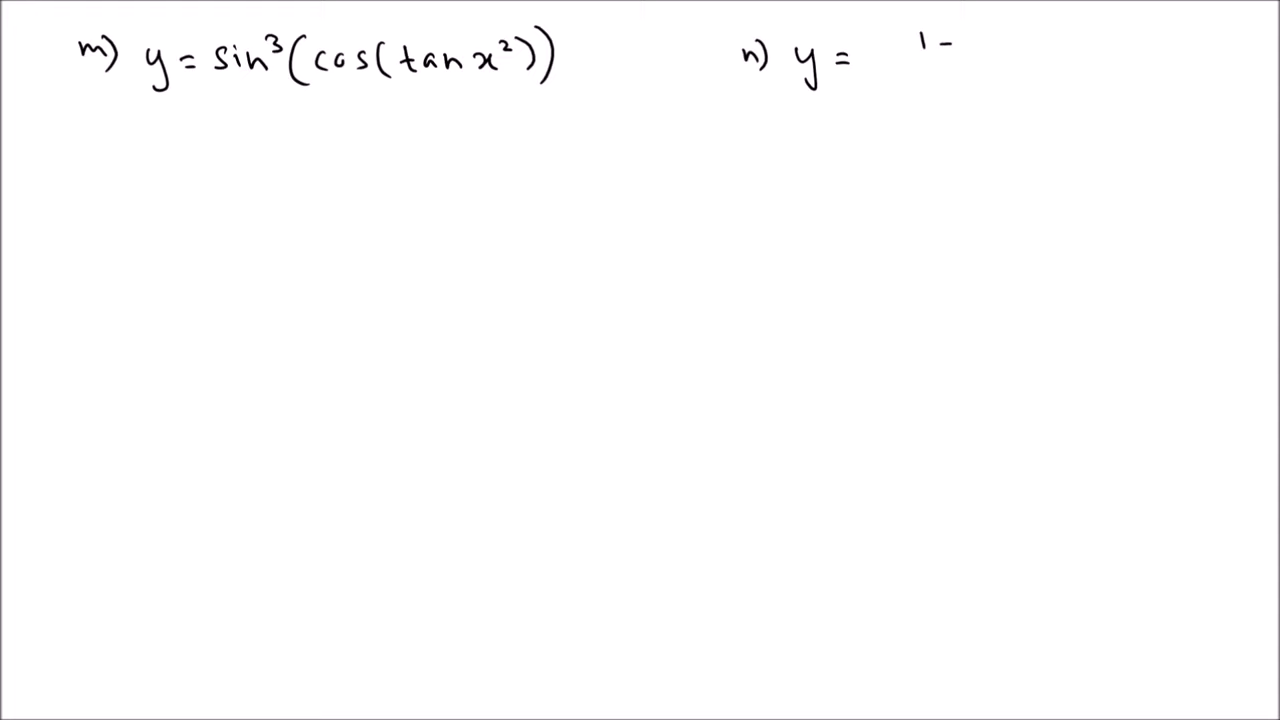 m) y = sin³(cos(tan x²))
n) y = 1 -